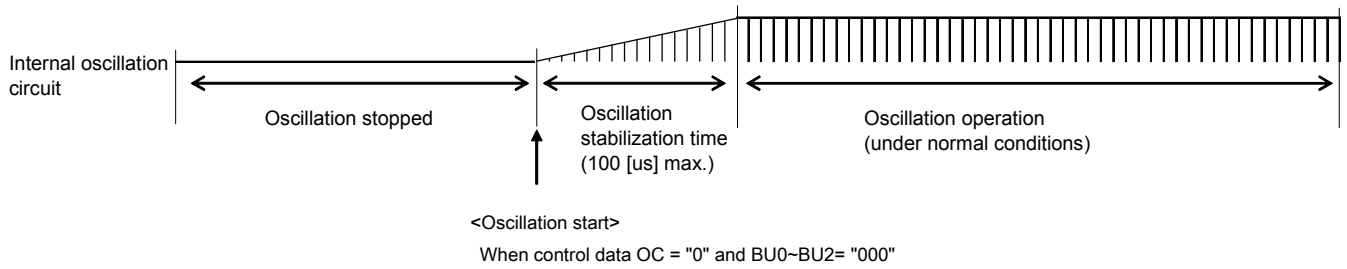 Internal oscillation
circuit
Oscillation stopped
Oscillation
stabilization time
(100 [us] max.)
Oscillation operation
(under normal conditions)
<Oscillation start>
When control data OC = "0" and BU0~BU2= "000"